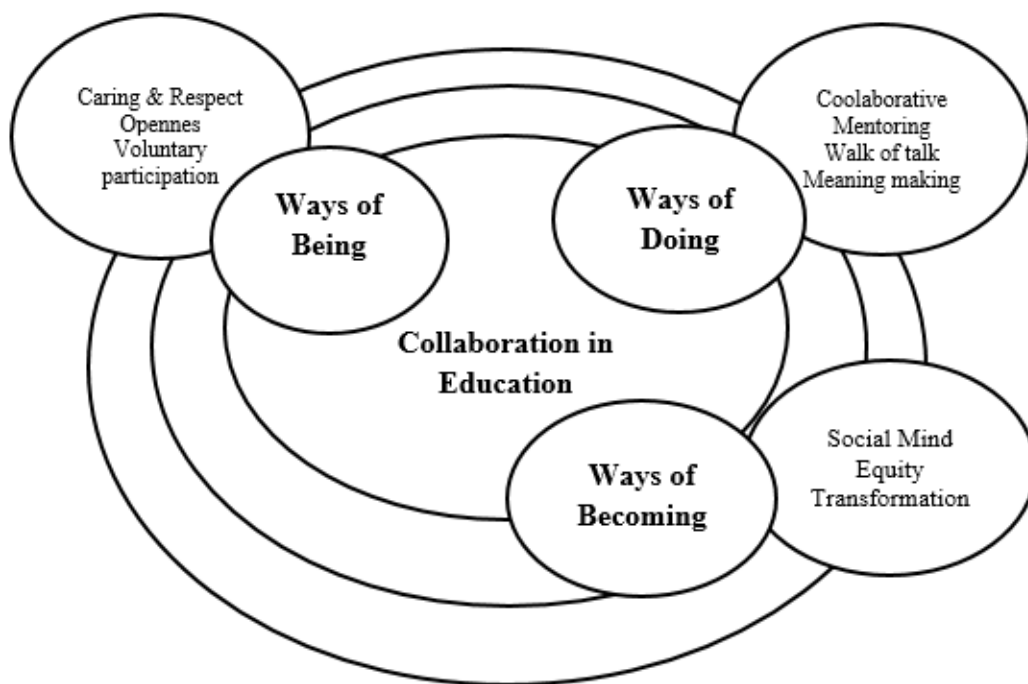 Caring & Respect
Opennes
Voluntary
participation
Ways of
Being
Ways of
Doing
Coolaborative
Mentoring
Walk of talk
Meaning making
Collaboration in
Education
Ways of
Becoming
Social Mind
Equity
Transformation